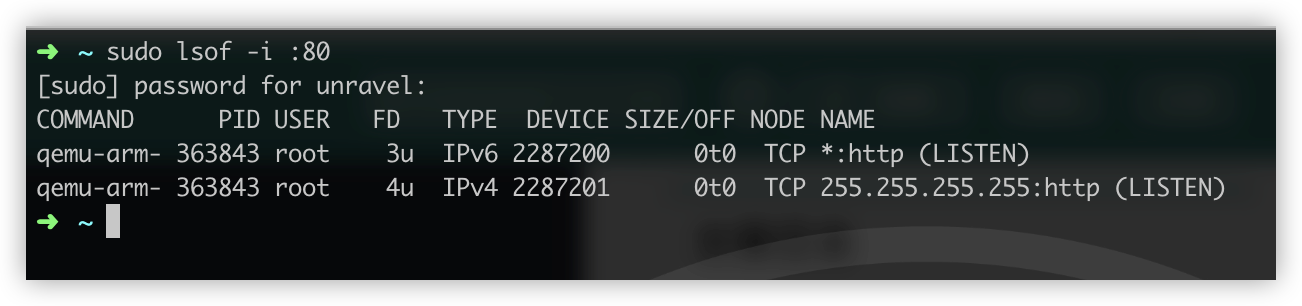 ➜ ~ sudo lsof -i :80
[sudo] password for unravel:
COMMAND PID USER FD TYPE DEVICE SIZE/OFF NODE NAME
qemu-arm- 363843 root 3u IPv6 2287200 0t0 TCP *:http (LISTEN)
qemu-arm- 363843 root 4u IPv4 2287201 0t0 TCP 255.255.255.255:http (LISTEN)
➜ ~